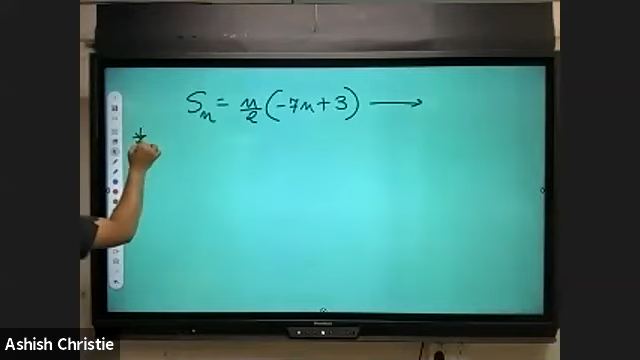 Sₙ = n/2 (-7n + 3) ⟶
*
Ashish Christie